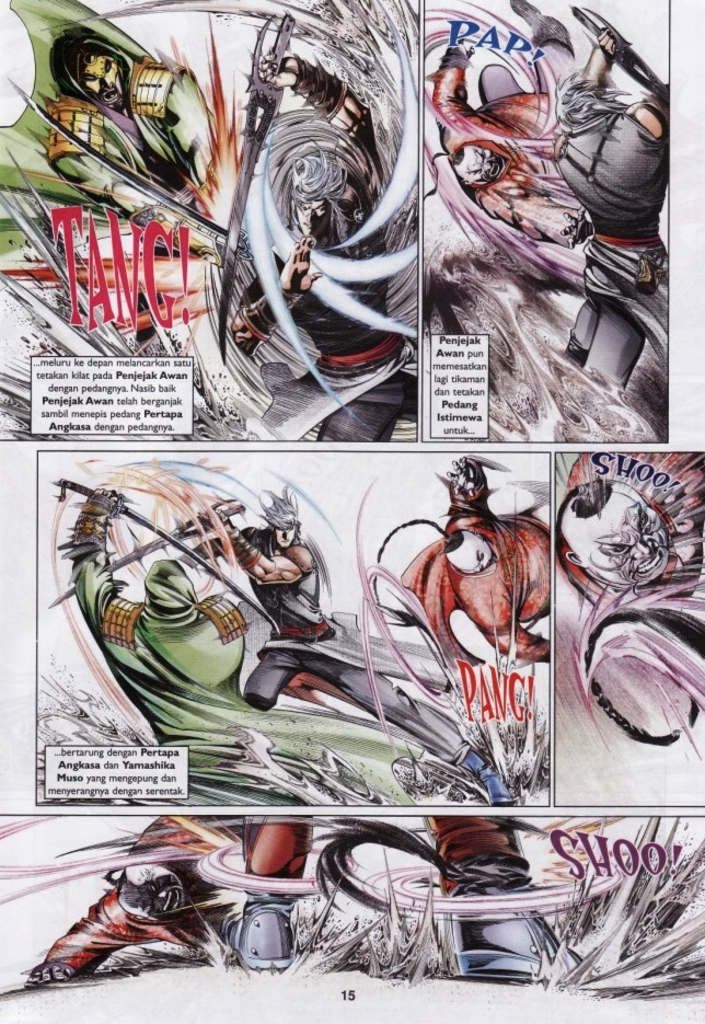 PAP!
TANG!
...meluru ke depan melancarkan satu
tetakan kilat pada Penjejak Awan
dengan pedangnya. Nasib baik
Penjejak Awan telah berganjak
sambil menepis pedang Pertapa
Angkasa dengan pedangnya.
Penjejak
Awan pun
memesatkan
lagi tikaman
dan tetakan
Pedang
Istimewa
untuk...
SHOO!
PANG!
...bertarung dengan Pertapa
Angkasa dan Yamashika
Muso yang mengepung dan
menyerangnya dengan serentak.
SHOO!
15